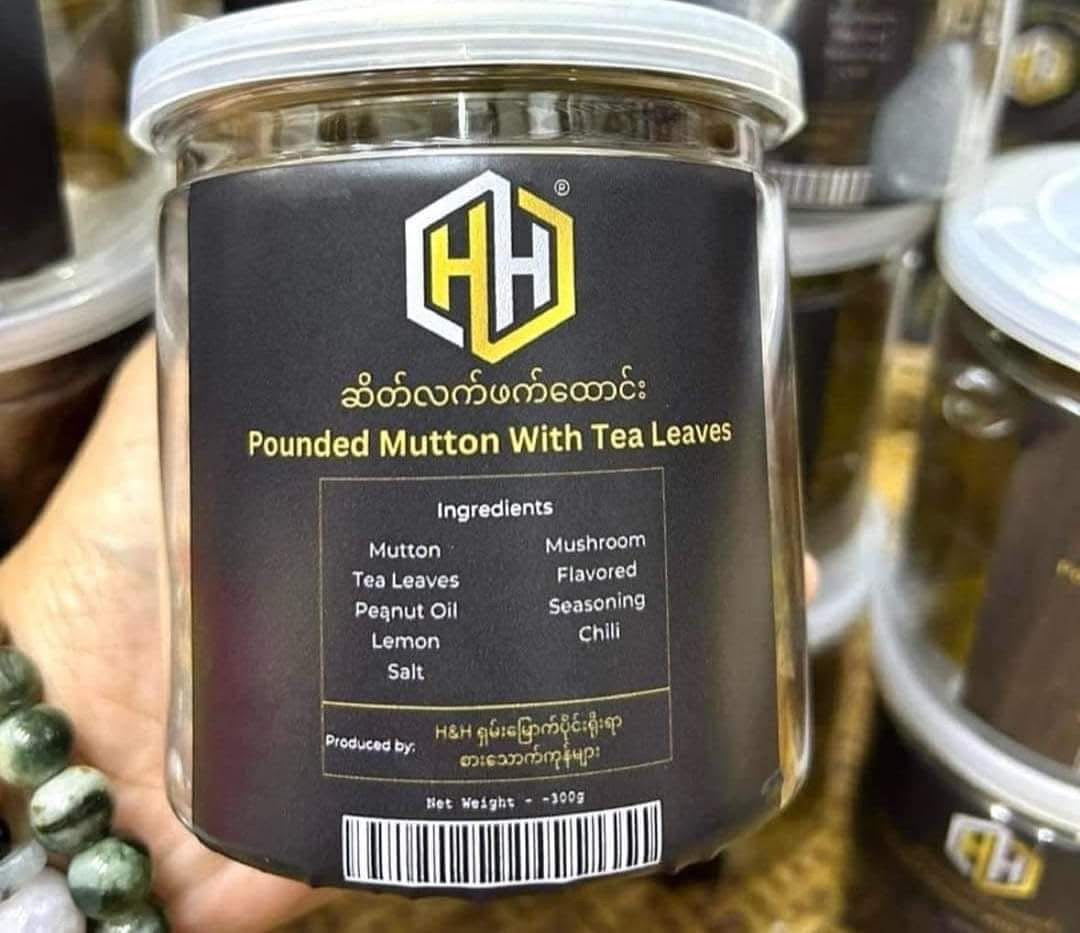 HH
ဆိတ်လက်ဖက်ထောင်း
Pounded Mutton With Tea Leaves
Ingredients
Mutton
Tea Leaves
Peanut Oil
Lemon
Salt
Mushroom
Flavored
Seasoning
Chili
Produced by:
H&H ရှမ်းမြောက်ပိုင်းရိုးရာ
စားသောက်ကုန်များ
Net Weight - -300g